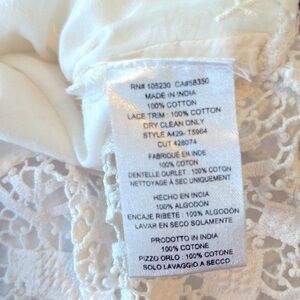 RN# 105230 CA#58350
MADE IN INDIA
100% COTTON
LACE TRIM : 100% COTTON
DRY CLEAN ONLY
STYLE A429- T5964
CUT 428074
FABRIQUÉ EN INDE
100% COTON
DENTELLE OURLET : 100% COTON
NETTOYAGE À SEC UNIQUEMENT
HECHO EN INDIA
100% ALGODÓN
ENCAJE RIBETE : 100% ALGODÓN
LAVAR EN SECO SOLAMENTE
PRODOTTO IN INDIA
100% COTONE
PIZZO ORLO : 100% COTONE
SOLO LAVAGGIO A SECCO